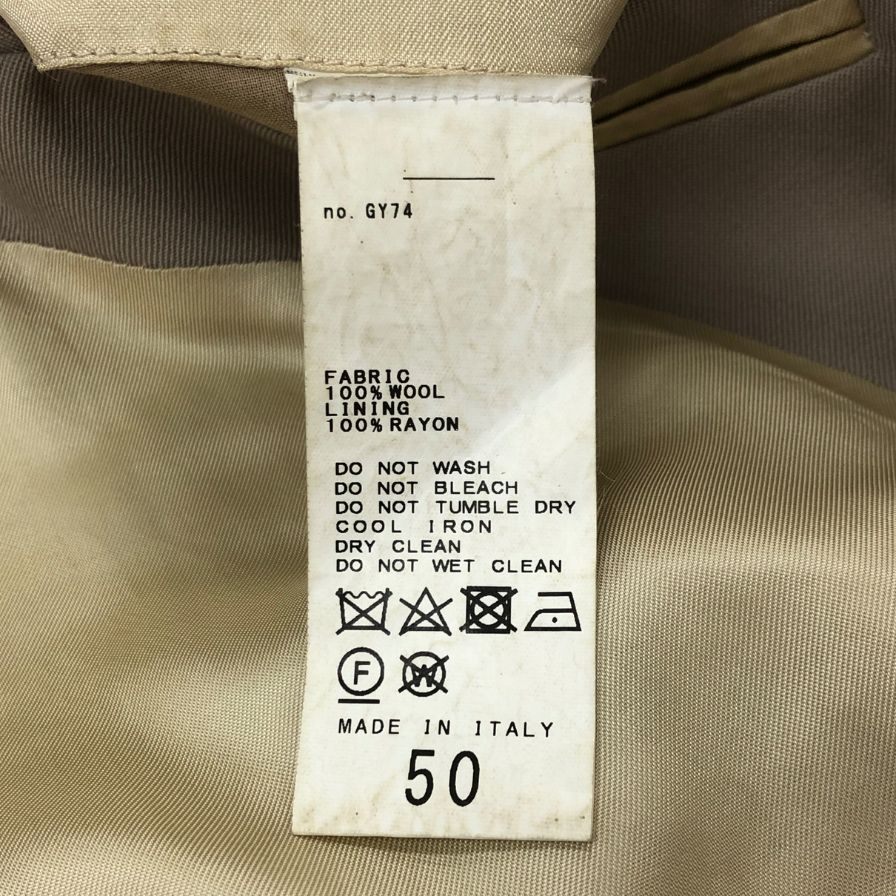 no. GY74
FABRIC
100% WOOL
LINING
100% RAYON
DO NOT WASH
DO NOT BLEACH
DO NOT TUMBLE DRY
COOL IRON
DRY CLEAN
DO NOT WET CLEAN
F W
MADE IN ITALY
50